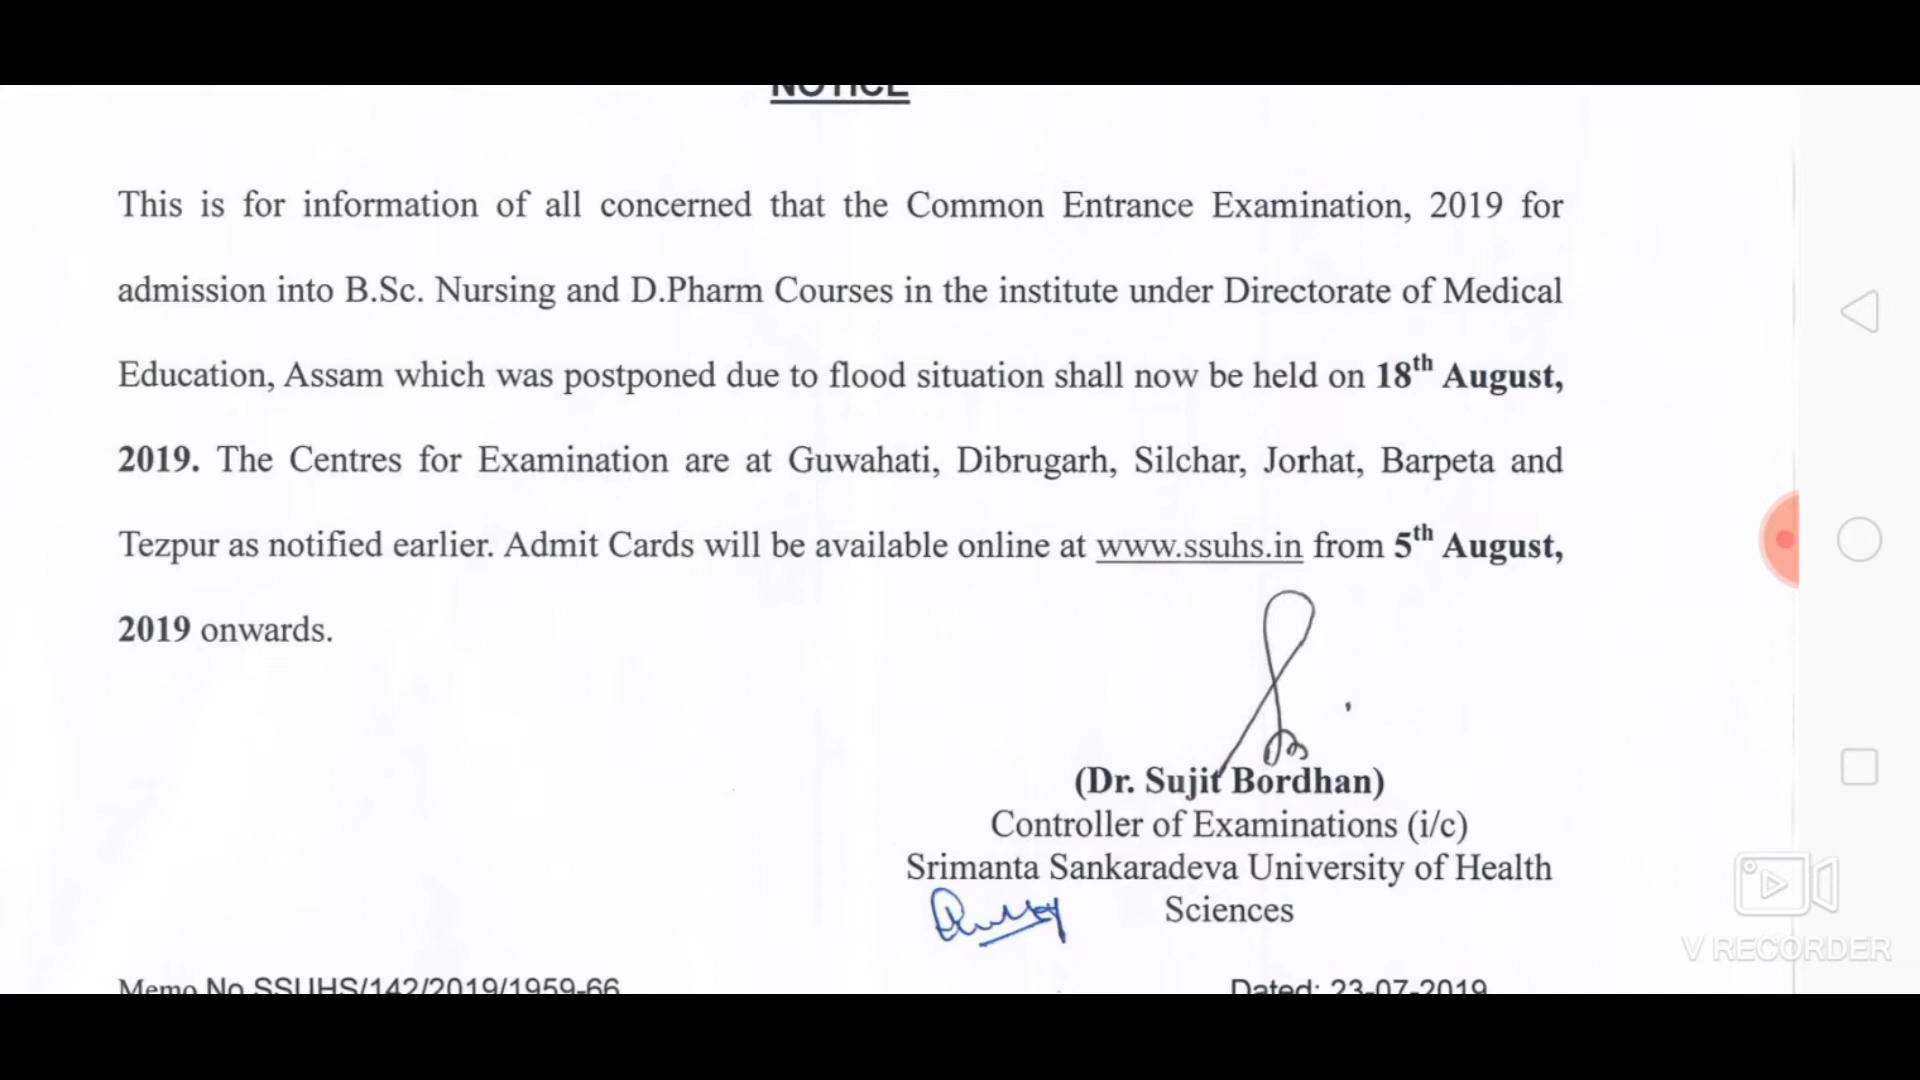 NOTICE
This is for information of all concerned that the Common Entrance Examination, 2019 for
admission into B.Sc. Nursing and D.Pharm Courses in the institute under Directorate of Medical
Education, Assam which was postponed due to flood situation shall now be held on 18th August,
2019. The Centres for Examination are at Guwahati, Dibrugarh, Silchar, Jorhat, Barpeta and
Tezpur as notified earlier. Admit Cards will be available online at www.ssuhs.in from 5th August,
2019 onwards.
(Dr. Sujit Bordhan)
Controller of Examinations (i/c)
Srimanta Sankaradeva University of Health
Sciences
Memo No SSUHS/142/2019/1959-66
Dated: 23-07-2019
V RECORDER